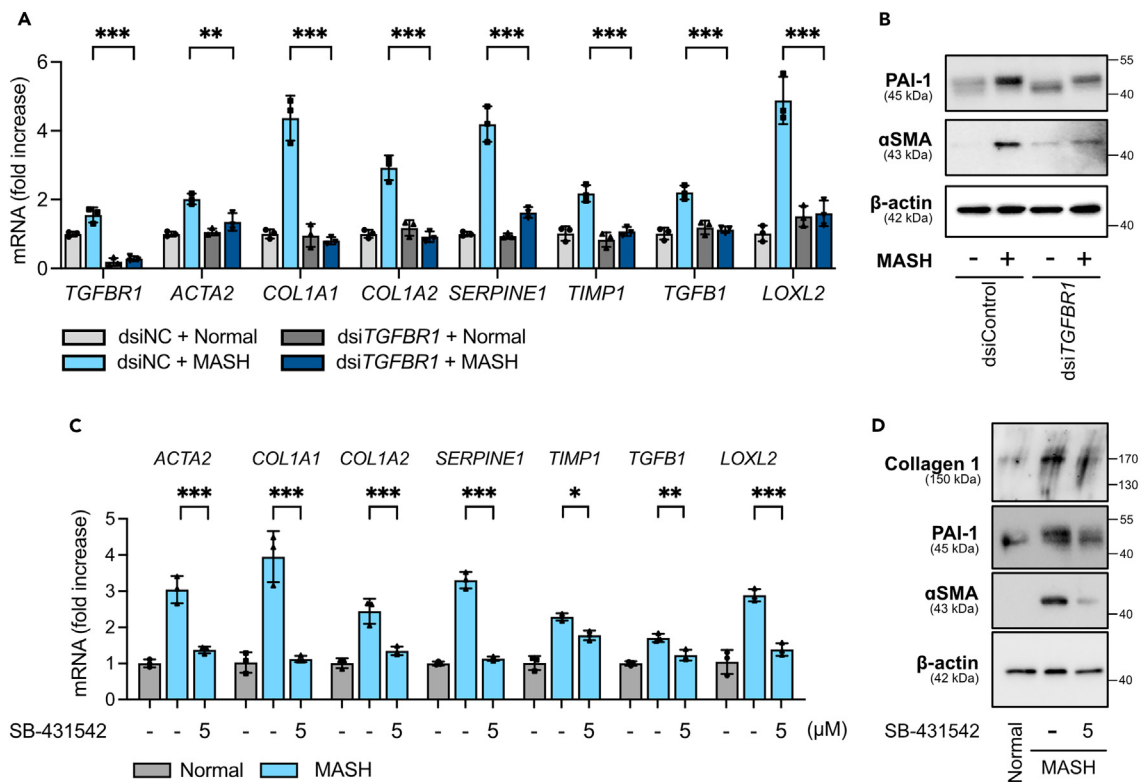 A
*** ** *** *** *** *** *** ***
mRNA (fold increase)
6
4
2
0
TGFBR1 ACTA2 COL1A1 COL1A2 SERPINE1 TIMP1 TGFB1 LOXL2
dsiNC + Normal dsiTGFBR1 + Normal
dsiNC + MASH dsiTGFBR1 + MASH
B
PAI-1
(45 kDa)
55
40
αSMA
(43 kDa)
40
β-actin
(42 kDa)
40
MASH - + - +
dsiControl
dsiTGFBR1
C
ACTA2 COL1A1 COL1A2 SERPINE1 TIMP1 TGFB1 LOXL2
*** *** *** *** * ** ***
mRNA (fold increase)
5
4
3
2
1
0
SB-431542 - - 5 - - 5 - - 5 - - 5 - - 5 - - 5 - - 5 (μM)
Normal MASH
D
Collagen 1
(150 kDa)
170
130
PAI-1
(45 kDa)
55
40
αSMA
(43 kDa)
40
β-actin
(42 kDa)
40
SB-431542 Normal - 5
MASH